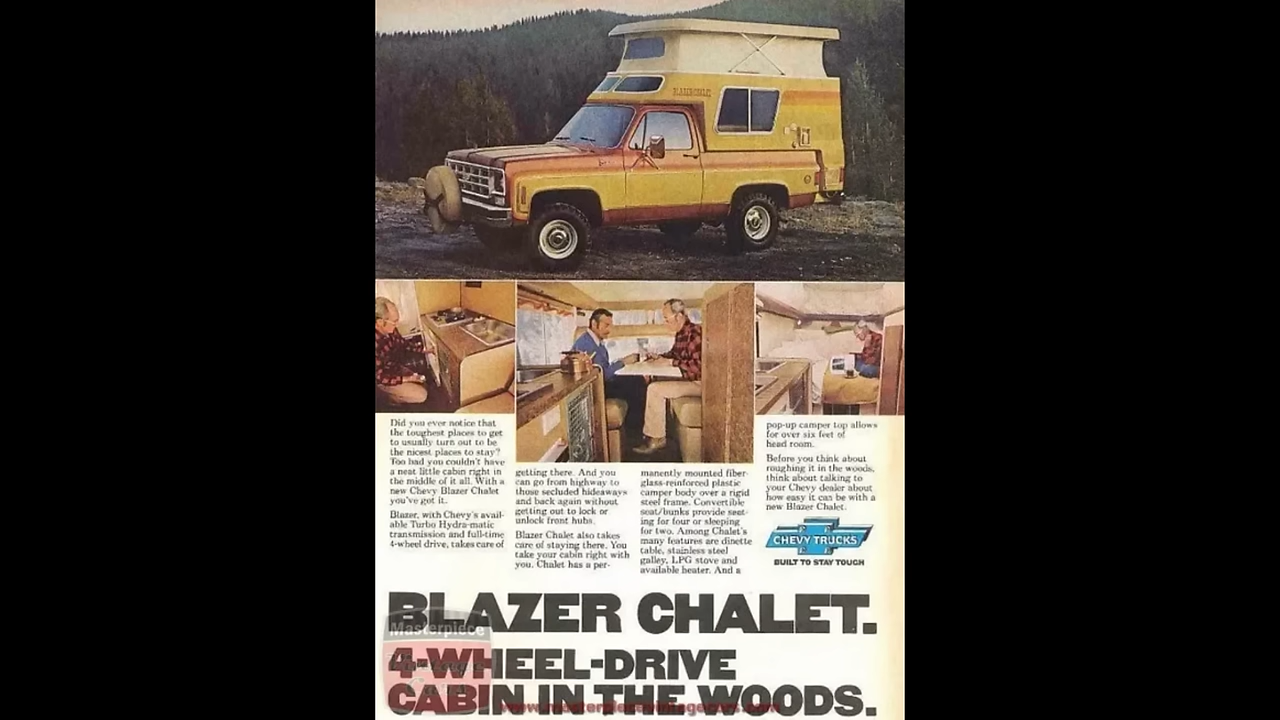 BLAZER CHALET
Did you ever notice that
the toughest places to get
to usually turn out to be
the nicest places to stay?
Too bad you couldn't have
a neat little cabin right in
the middle of it all. With a
new Chevy Blazer Chalet
you've got it.
Blazer, with Chevy's avail-
able Turbo Hydra-matic
transmission and full-time
4-wheel drive, takes care of
getting there. And you
can go from highway to
those secluded hideaways
and back again without
getting out to lock or
unlock front hubs.
Blazer Chalet also takes
care of staying there. You
take your cabin right with
you. Chalet has a per-
manently mounted fiber-
glass-reinforced plastic
camper body over a rigid
steel frame. Convertible
seat/bunks provide seat-
ing for four or sleeping
for two. Among Chalet's
many features are dinette
table, stainless steel
galley, LPG stove and
available heater. And a
pop-up camper top allows
for over six feet of
head room.
Before you think about
roughing it in the woods,
think about talking to
your Chevy dealer about
how easy it can be with a
new Blazer Chalet.
CHEVY TRUCKS
BUILT TO STAY TOUGH
BLAZER CHALET.
Masterpiece
4-WHEEL-DRIVE
CABIN IN THE WOODS.
www.masterpiecevintagecars.com